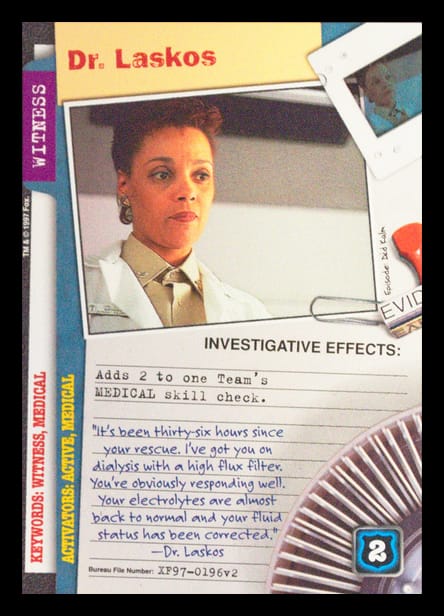 Dr. Laskos
WITNESS
TM & © 1997 Fox.
Episode: Død Kalm
INVESTIGATIVE EFFECTS:
Adds 2 to one Team's
MEDICAL skill check.
"It's been thirty-six hours since
your rescue. I've got you on
dialysis with a high flux filter.
You're obviously responding well.
Your electrolytes are almost
back to normal and your fluid
status has been corrected."
—Dr. Laskos
Bureau File Number: XF97-0196v2
KEYWORDS: WITNESS, MEDICAL
ACTIVATORS: ACTIVE, MEDICAL
2